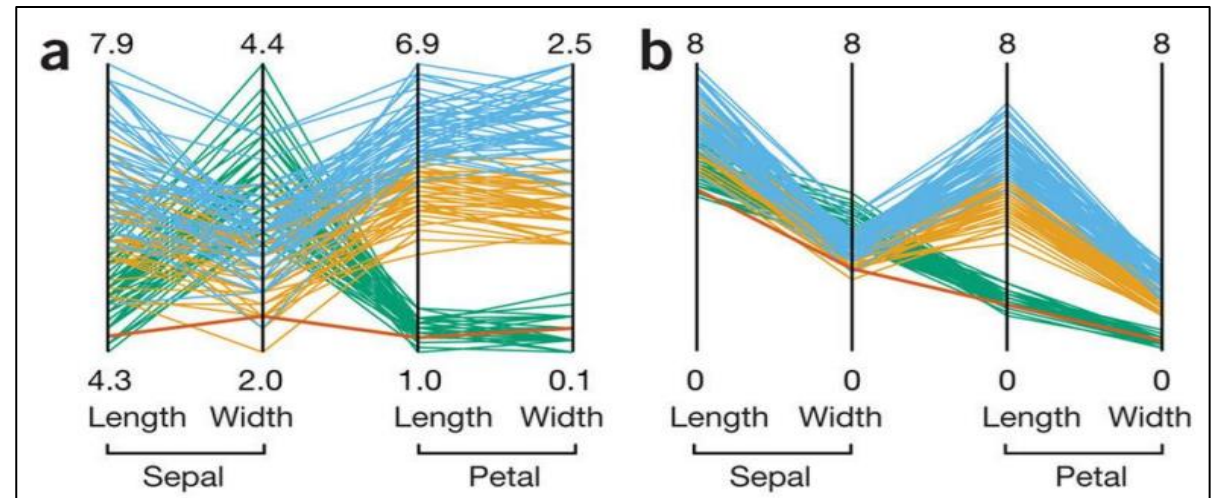 a 7.9 4.4 6.9 2.5
4.3 2.0 1.0 0.1
Length Width Length Width
Sepal Petal
b 8 8 8 8
0 0 0 0
Length Width Length Width
Sepal Petal